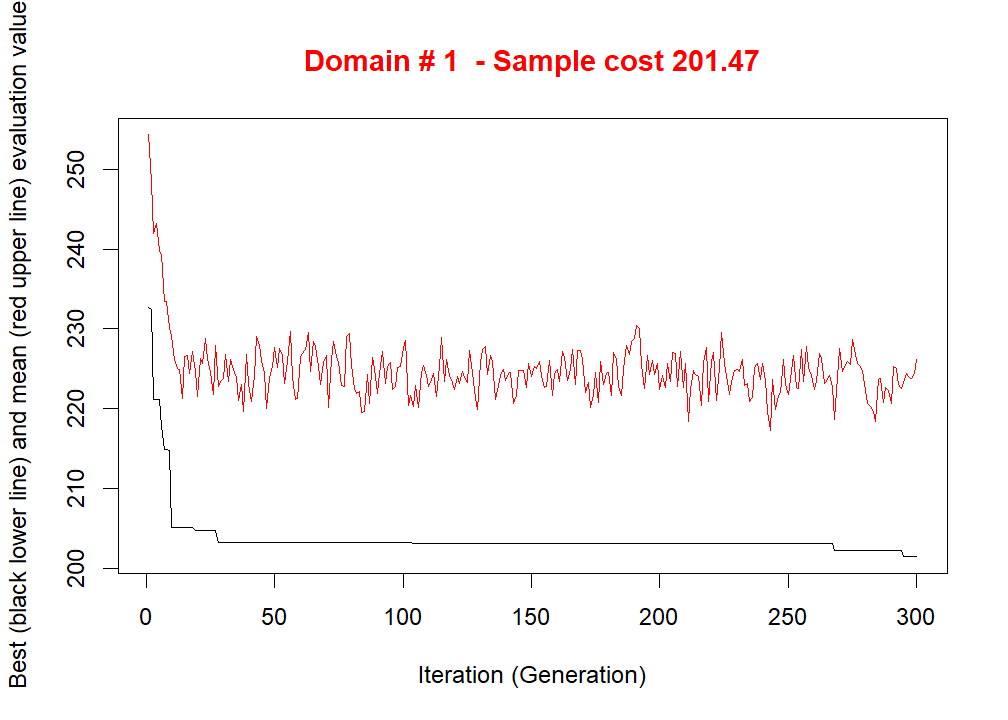 Domain # 1  - Sample cost 201.47
Best (black lower line) and mean (red upper line) evaluation value
250
240
230
220
210
200
0 50 100 150 200 250 300
Iteration (Generation)